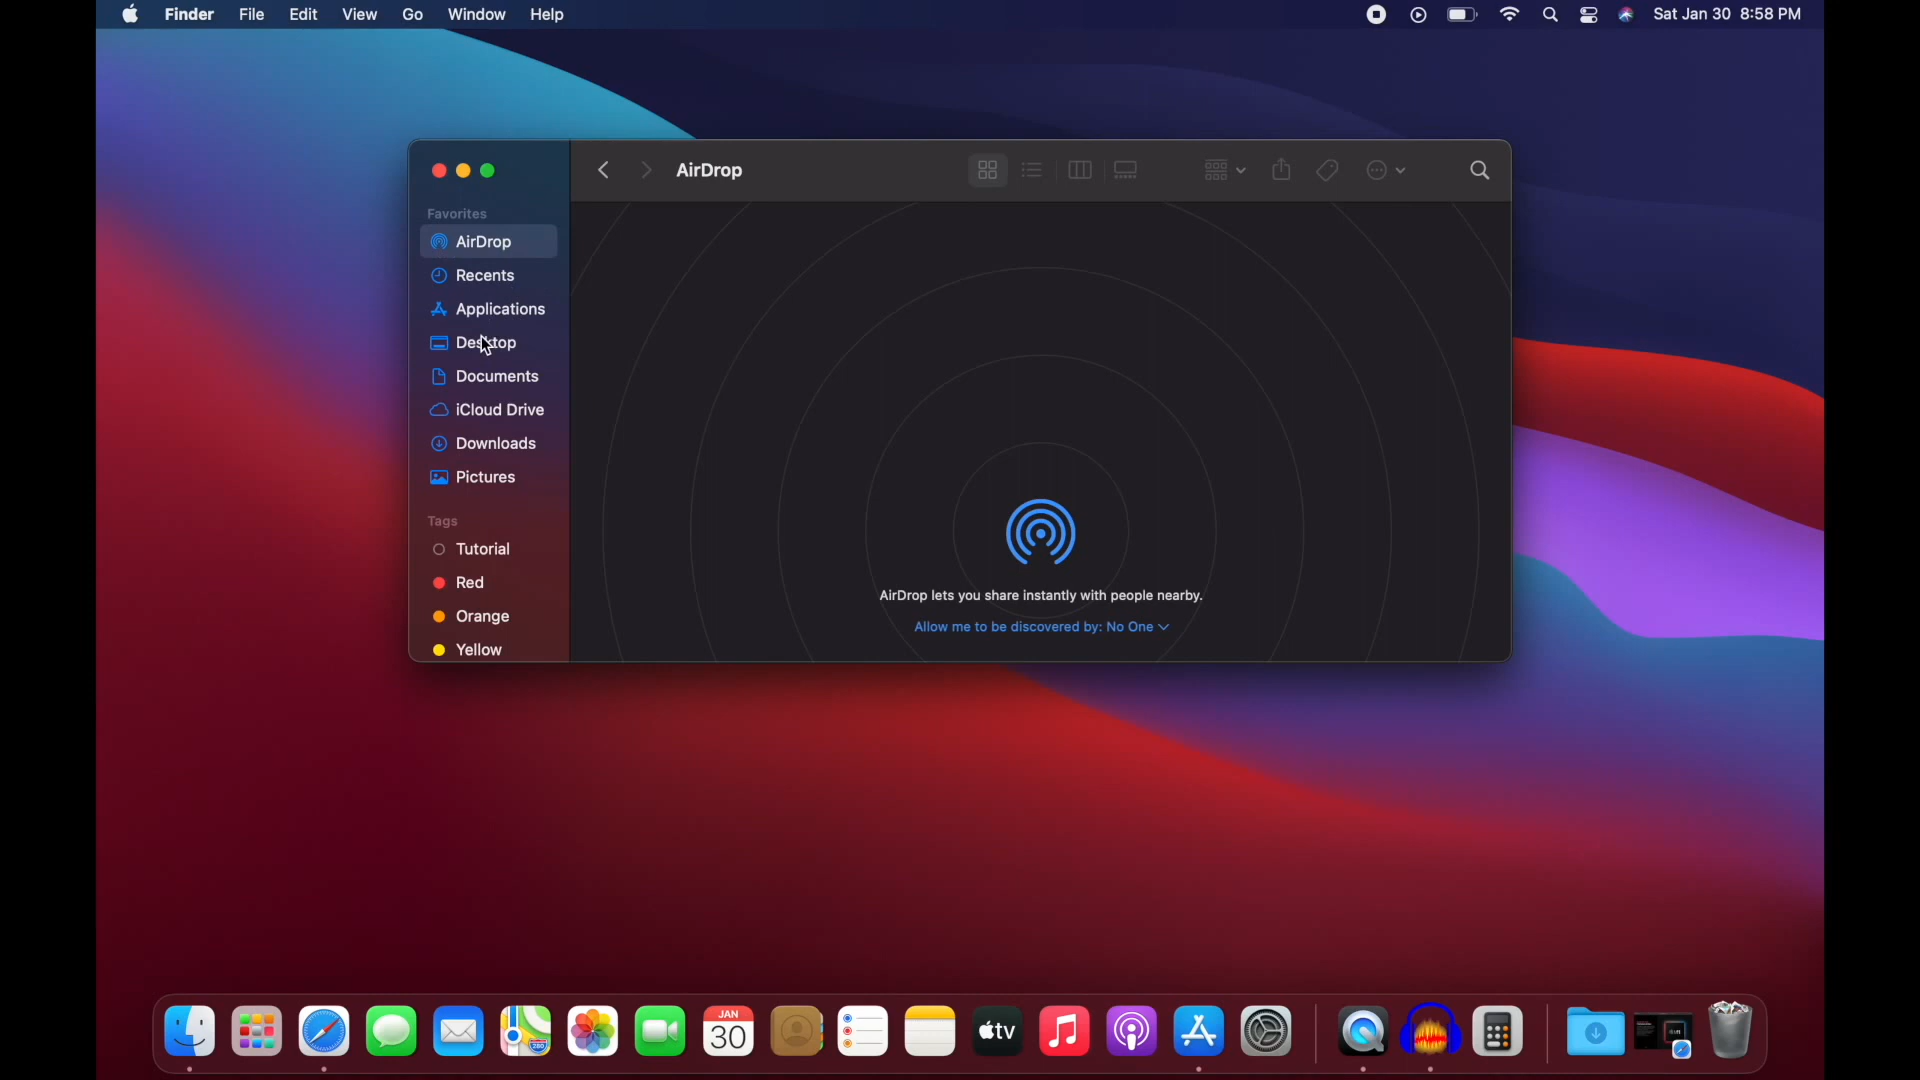 Finder File Edit View Go Window Help Sat Jan 30 8:58 PM
AirDrop
Favorites
AirDrop
Recents
Applications
Desktop
Documents
iCloud Drive
Downloads
Pictures
Tags
Tutorial
Red
Orange
Yellow
AirDrop lets you share instantly with people nearby.
Allow me to be discovered by: No One
JAN
30
280
tv